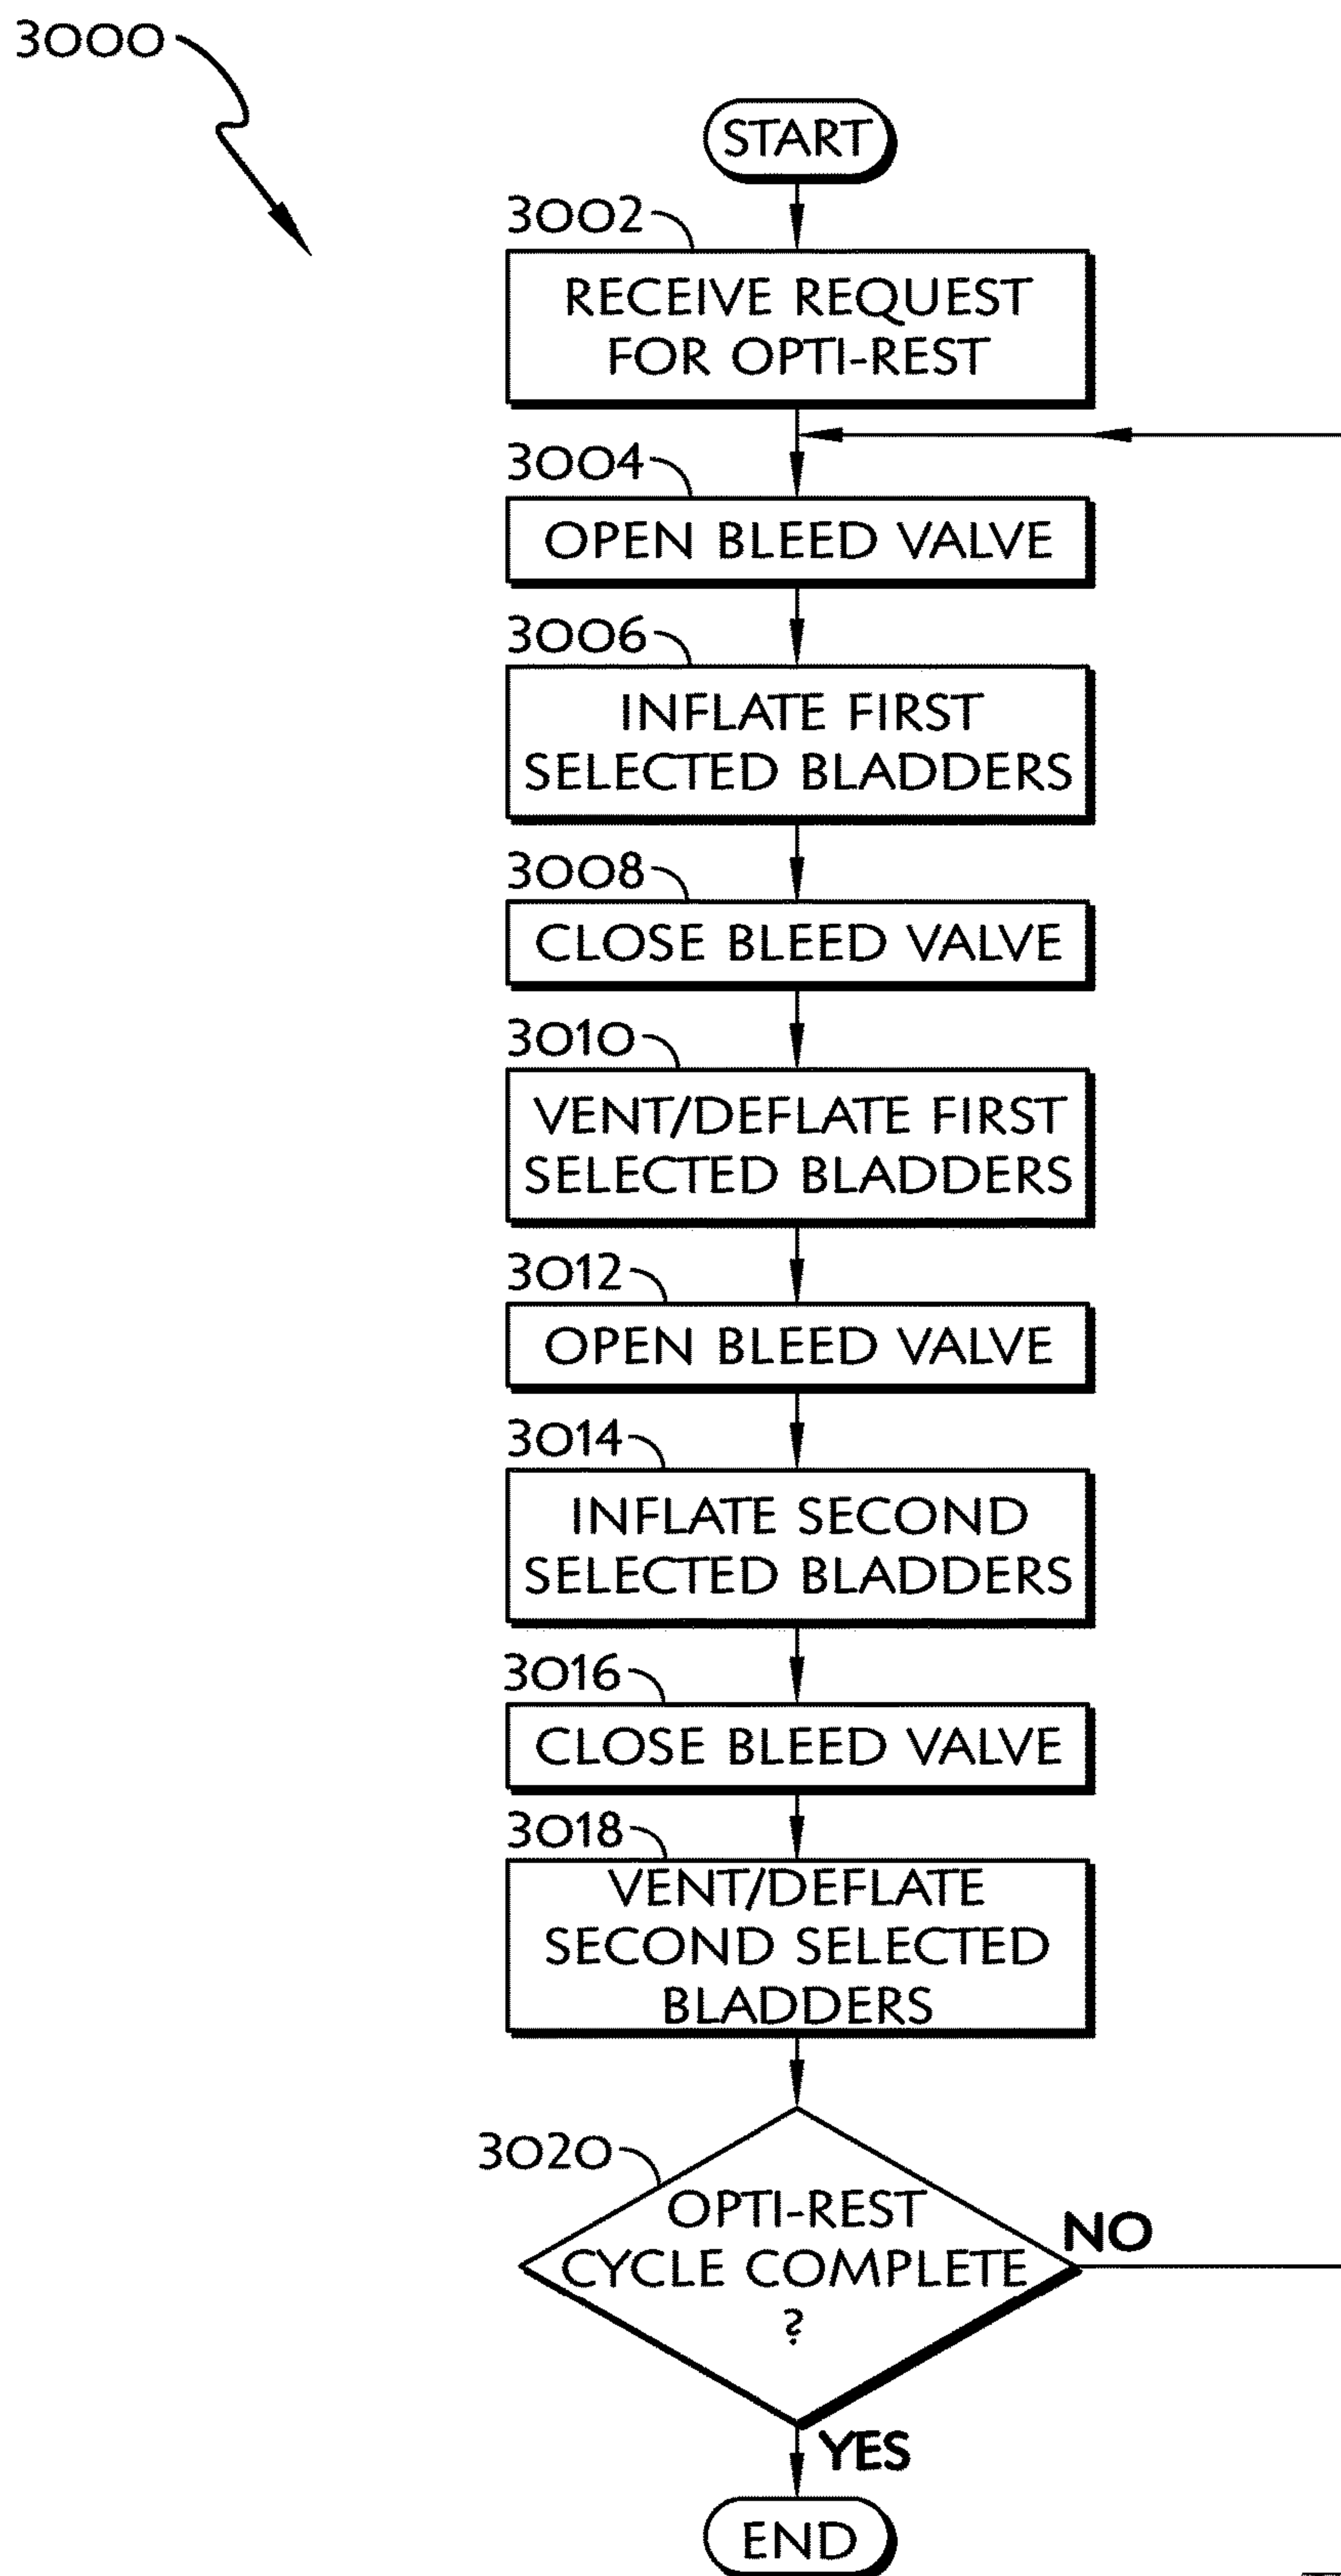 3000
START
3002
RECEIVE REQUEST
FOR OPTI-REST
3004
OPEN BLEED VALVE
3006
INFLATE FIRST
SELECTED BLADDERS
3008
CLOSE BLEED VALVE
3010
VENT/DEFLATE FIRST
SELECTED BLADDERS
3012
OPEN BLEED VALVE
3014
INFLATE SECOND
SELECTED BLADDERS
3016
CLOSE BLEED VALVE
3018
VENT/DEFLATE
SECOND SELECTED
BLADDERS
3020
OPTI-REST
CYCLE COMPLETE
?
NO
YES
END